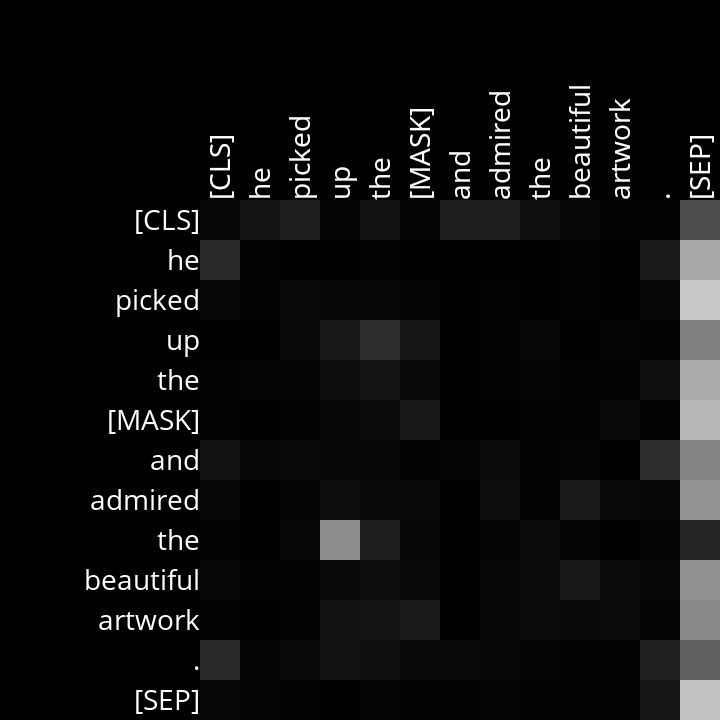 [CLS] he picked up the [MASK] and admired the beautiful artwork . [SEP]
[CLS]
he
picked
up
the
[MASK]
and
admired
the
beautiful
artwork
.
[SEP]